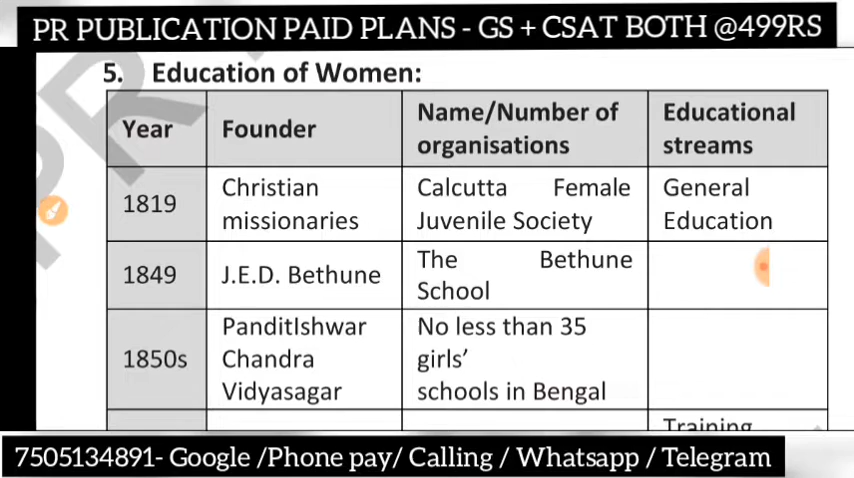 PR PUBLICATION PAID PLANS - GS + CSAT BOTH @499RS
5. Education of Women:
Year
Founder
Name/Number of
organisations
Educational
streams
1819
Christian
missionaries
Calcutta Female
Juvenile Society
General
Education
1849
J.E.D. Bethune
The Bethune
School
1850s
PanditIshwar
Chandra
Vidyasagar
No less than 35
girls’
schools in Bengal
Training
7505134891- Google /Phone pay/ Calling / Whatsapp / Telegram